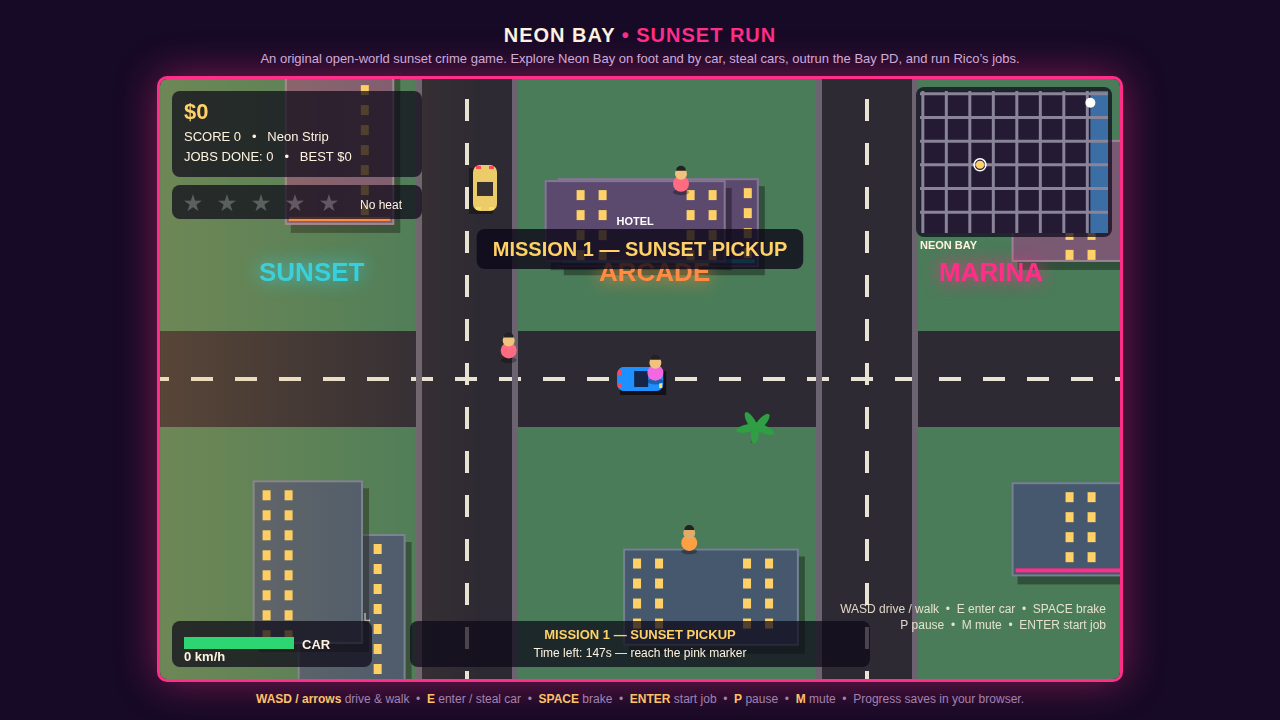 NEON BAY • SUNSET RUN
An original open-world sunset crime game. Explore Neon Bay on foot and by car, steal cars, outrun the Bay PD, and run Rico's jobs.
$0
SCORE 0 • Neon Strip
JOBS DONE: 0 • BEST $0
★ ★ ★ ★ ★ No heat
HOTEL
NEON BAY
MISSION 1 — SUNSET PICKUP
SUNSET
ARCADE
MARINA
WASD drive / walk • E enter car • SPACE brake
P pause • M mute • ENTER start job
CAR
0 km/h
MISSION 1 — SUNSET PICKUP
Time left: 147s — reach the pink marker
WASD / arrows drive & walk • E enter / steal car • SPACE brake • ENTER start job • P pause • M mute • Progress saves in your browser.